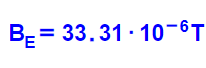 B_E = 33.31 · 10⁻⁶ T